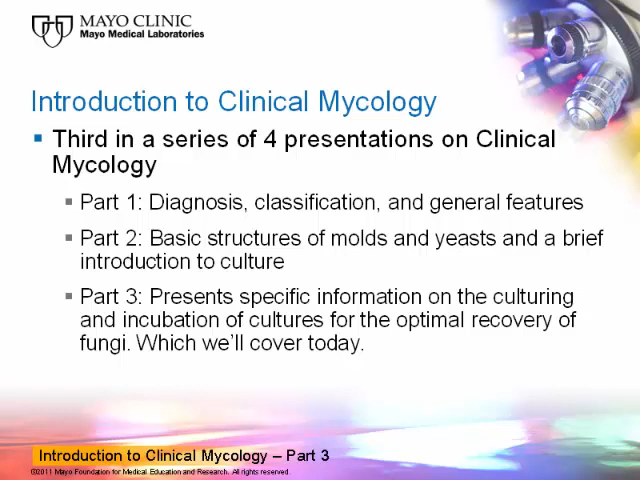 MAYO CLINIC
Mayo Medical Laboratories
Introduction to Clinical Mycology
Third in a series of 4 presentations on Clinical
Mycology
Part 1: Diagnosis, classification, and general features
Part 2: Basic structures of molds and yeasts and a brief
introduction to culture
Part 3: Presents specific information on the culturing
and incubation of cultures for the optimal recovery of
fungi. Which we'll cover today.
Introduction to Clinical Mycology – Part 3
©2011 Mayo Foundation for Medical Education and Research. All rights reserved.